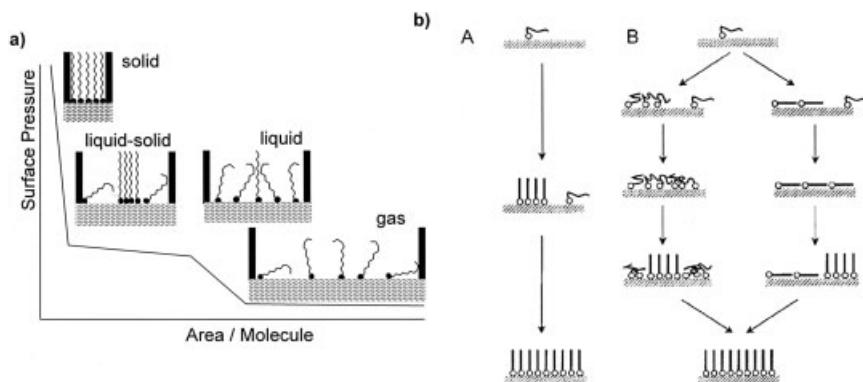 a)
solid
liquid-solid
liquid
gas
Surface Pressure
Area / Molecule
b)
A
B